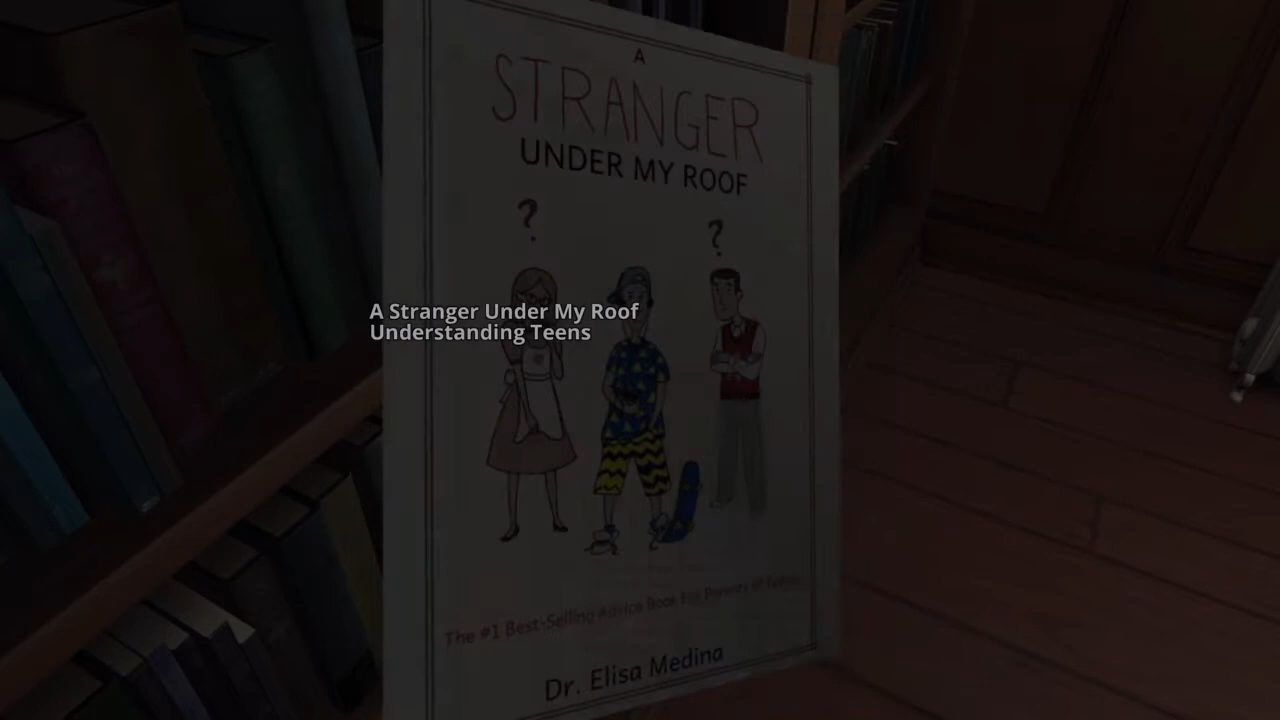 A
STRANGER
UNDER MY ROOF
?
?
A Stranger Under My Roof
Understanding Teens
The #1 Best-Selling Advice Book For Parents of Teens
Dr. Elisa Medina